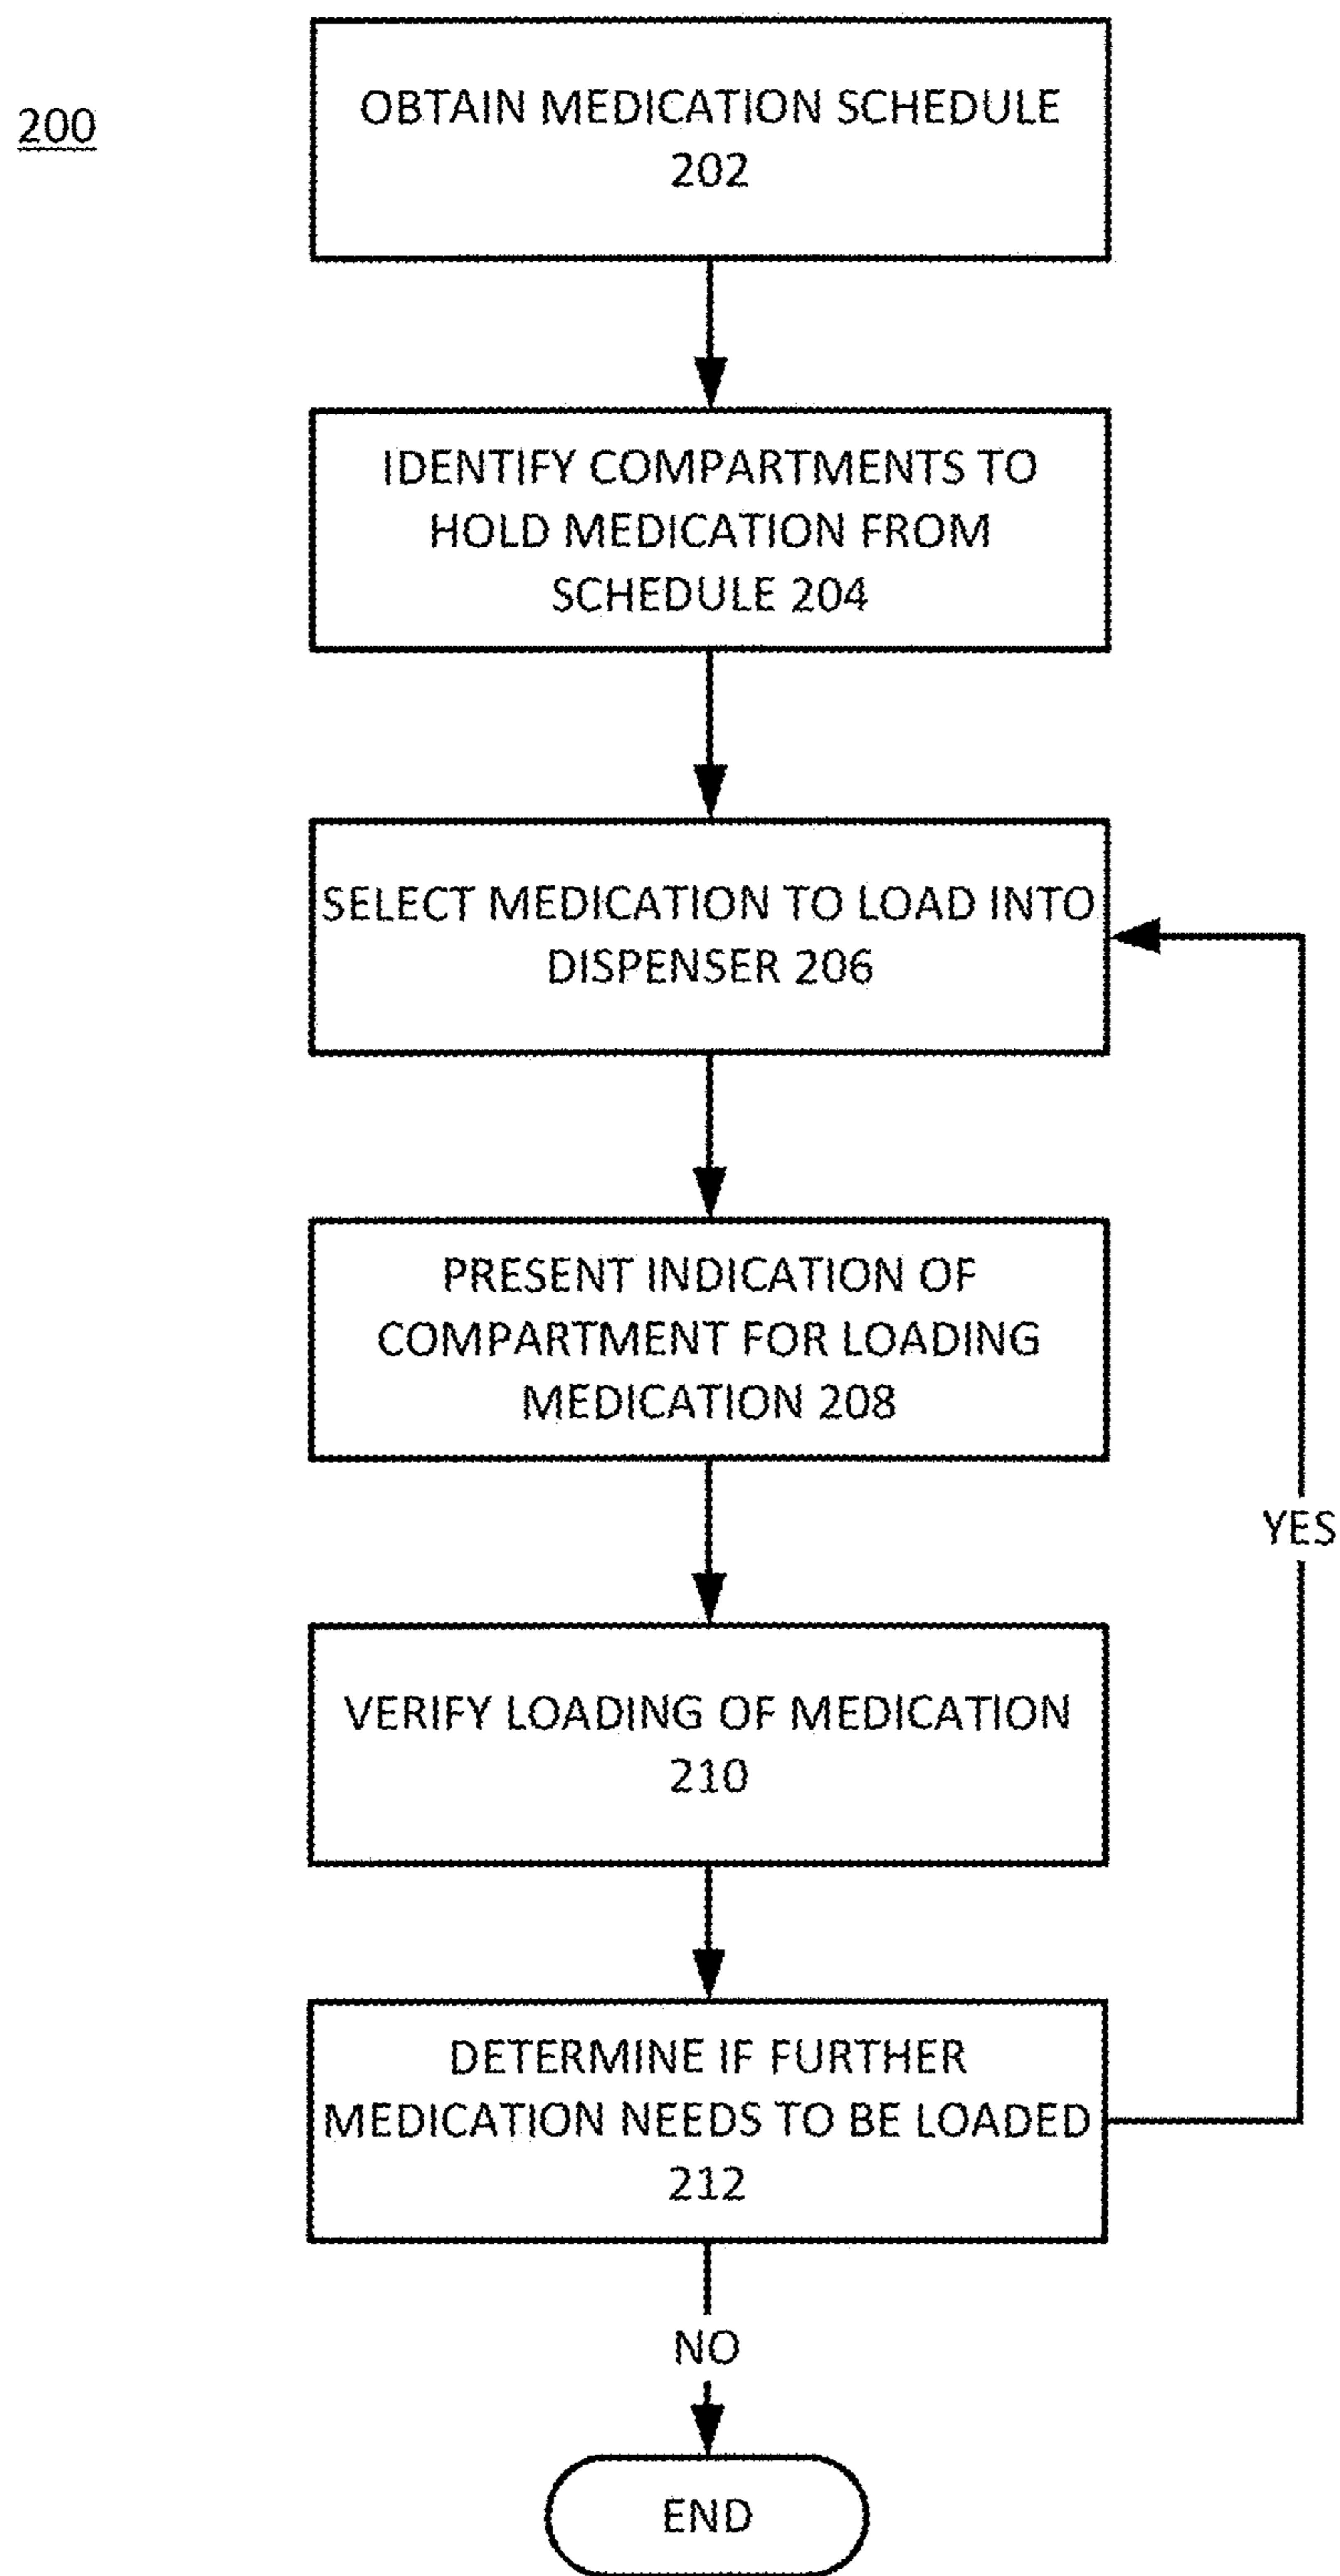 200
OBTAIN MEDICATION SCHEDULE
202
IDENTIFY COMPARTMENTS TO
HOLD MEDICATION FROM
SCHEDULE 204
SELECT MEDICATION TO LOAD INTO
DISPENSER 206
PRESENT INDICATION OF
COMPARTMENT FOR LOADING
MEDICATION 208
YES
VERIFY LOADING OF MEDICATION
210
DETERMINE IF FURTHER
MEDICATION NEEDS TO BE LOADED
212
NO
END